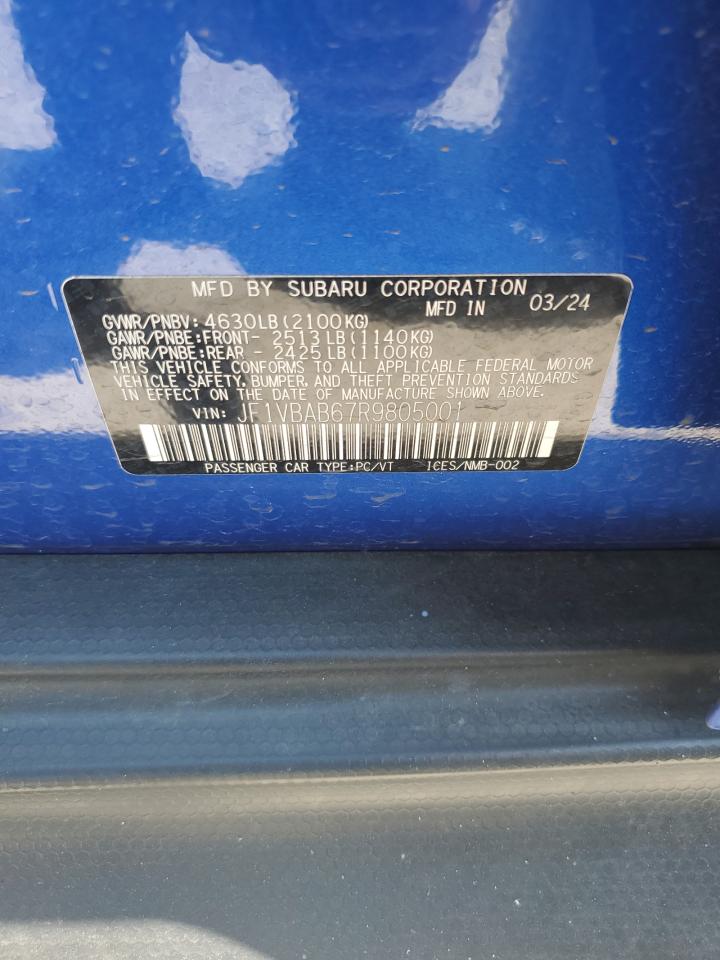 MFD BY SUBARU CORPORATION
MFD IN 03/24
GVWR/PNBV: 4630LB(2100KG)
GAWR/PNBE:FRONT- 2513LB(1140KG)
GAWR/PNBE:REAR - 2425LB(1100KG)
THIS VEHICLE CONFORMS TO ALL APPLICABLE FEDERAL MOTOR
VEHICLE SAFETY, BUMPER, AND THEFT PREVENTION STANDARDS
IN EFFECT ON THE DATE OF MANUFACTURE SHOWN ABOVE.
VIN: JF1VBAB67R9805001
PASSENGER CAR TYPE:PC/VT ICES/NMB-002